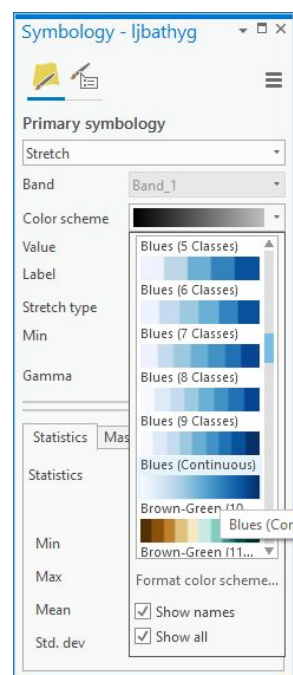 Symbology - ljbathyg
Primary symbology
Stretch
Band Band_1
Color scheme
Value
Label
Stretch type
Min
Gamma
Blues (5 Classes)
Blues (6 Classes)
Blues (7 Classes)
Blues (8 Classes)
Blues (9 Classes)
Blues (Continuous)
Brown-Green (10
Blues (Cor
Brown-Green (11...
Format color scheme...
Show names
Show all
Statistics Mas
Statistics
Min
Max
Mean
Std. dev